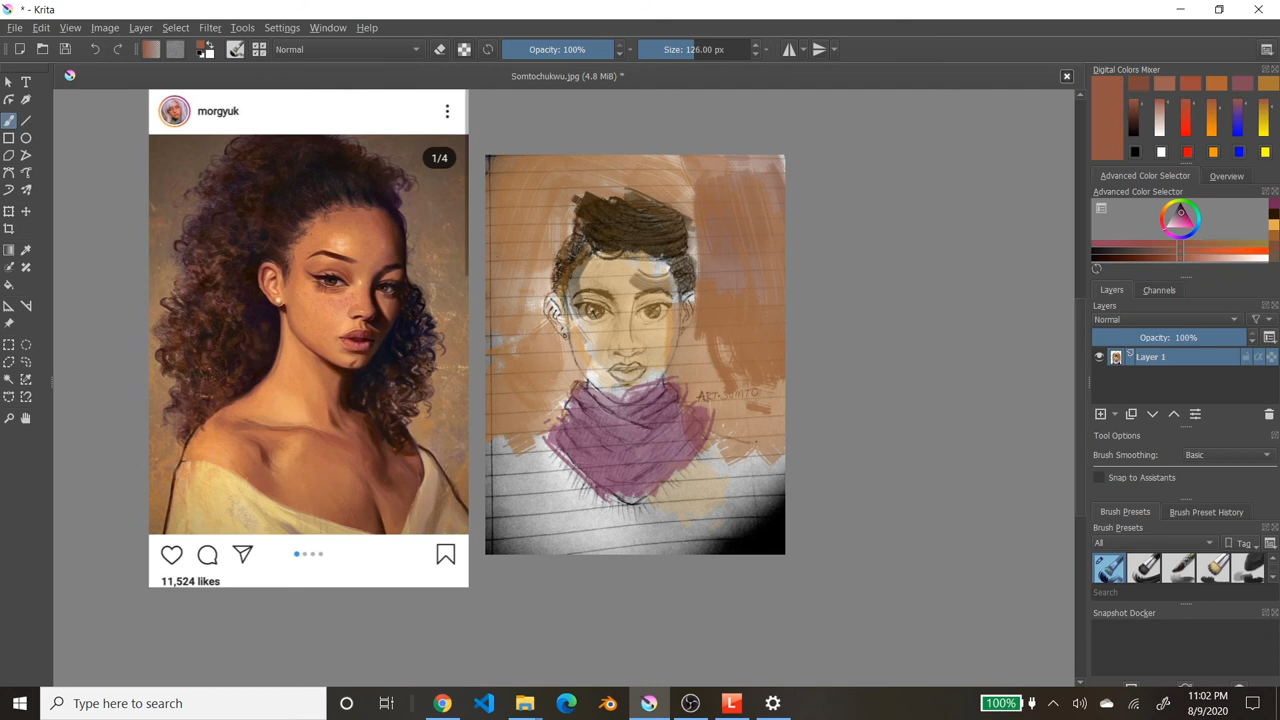 * - Krita
File Edit View Image Layer Select Filter Tools Settings Window Help
Normal Opacity: 100% Size: 126.00 px
Somtochukwu.jpg (4.8 MiB) *
morgyuk
1/4
11,524 likes
ART-SOMTO
Digital Colors Mixer
Advanced Color Selector Overview
Advanced Color Selector
Layers Channels
Layers
Normal
Opacity: 100%
Layer 1
Tool Options
Brush Smoothing: Basic
Snap to Assistants
Brush Presets Brush Preset History
Brush Presets
All Tag
Search
Snapshot Docker
Type here to search
100%
11:02 PM
8/9/2020